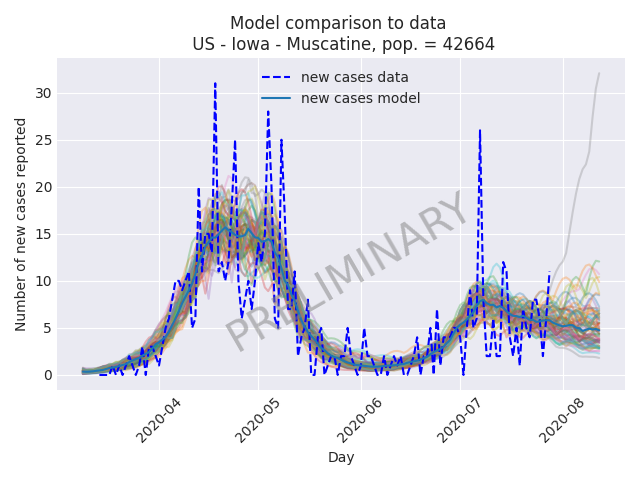 Model comparison to data
US - Iowa - Muscatine, pop. = 42664
new cases data
new cases model
Number of new cases reported
30
25
20
15
10
5
0
PRELIMINARY
2020-04
2020-05
2020-06
2020-07
2020-08
Day